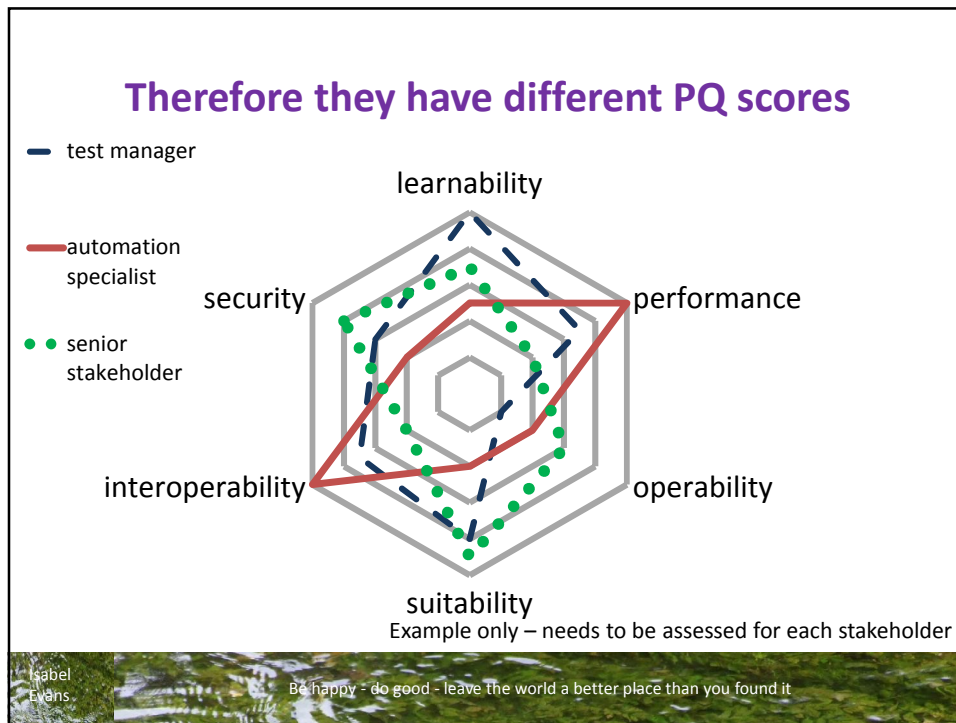 Therefore they have different PQ scores
test manager
learnability
automation
specialist
security
performance
senior
stakeholder
interoperability
operability
suitability
Example only – needs to be assessed for each stakeholder
Isabel
Evans
Be happy - do good - leave the world a better place than you found it